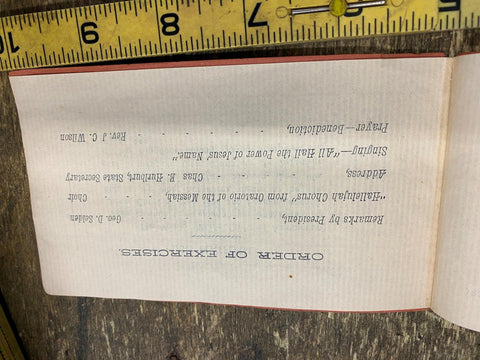 ORDER OF EXERCISES.
Remarks by President, - - - - Geo. D. Selden
"Hallelujah Chorus" from Oratorio of the Messiah, - - Choir
Address, - - - Chas. E. Hurlburt, State Secretary
Singing—"All Hail the Power of Jesus' Name."
Prayer—Benediction, - - - - - Rev. J. C. Wilson
10 9 8 7 6 5 4